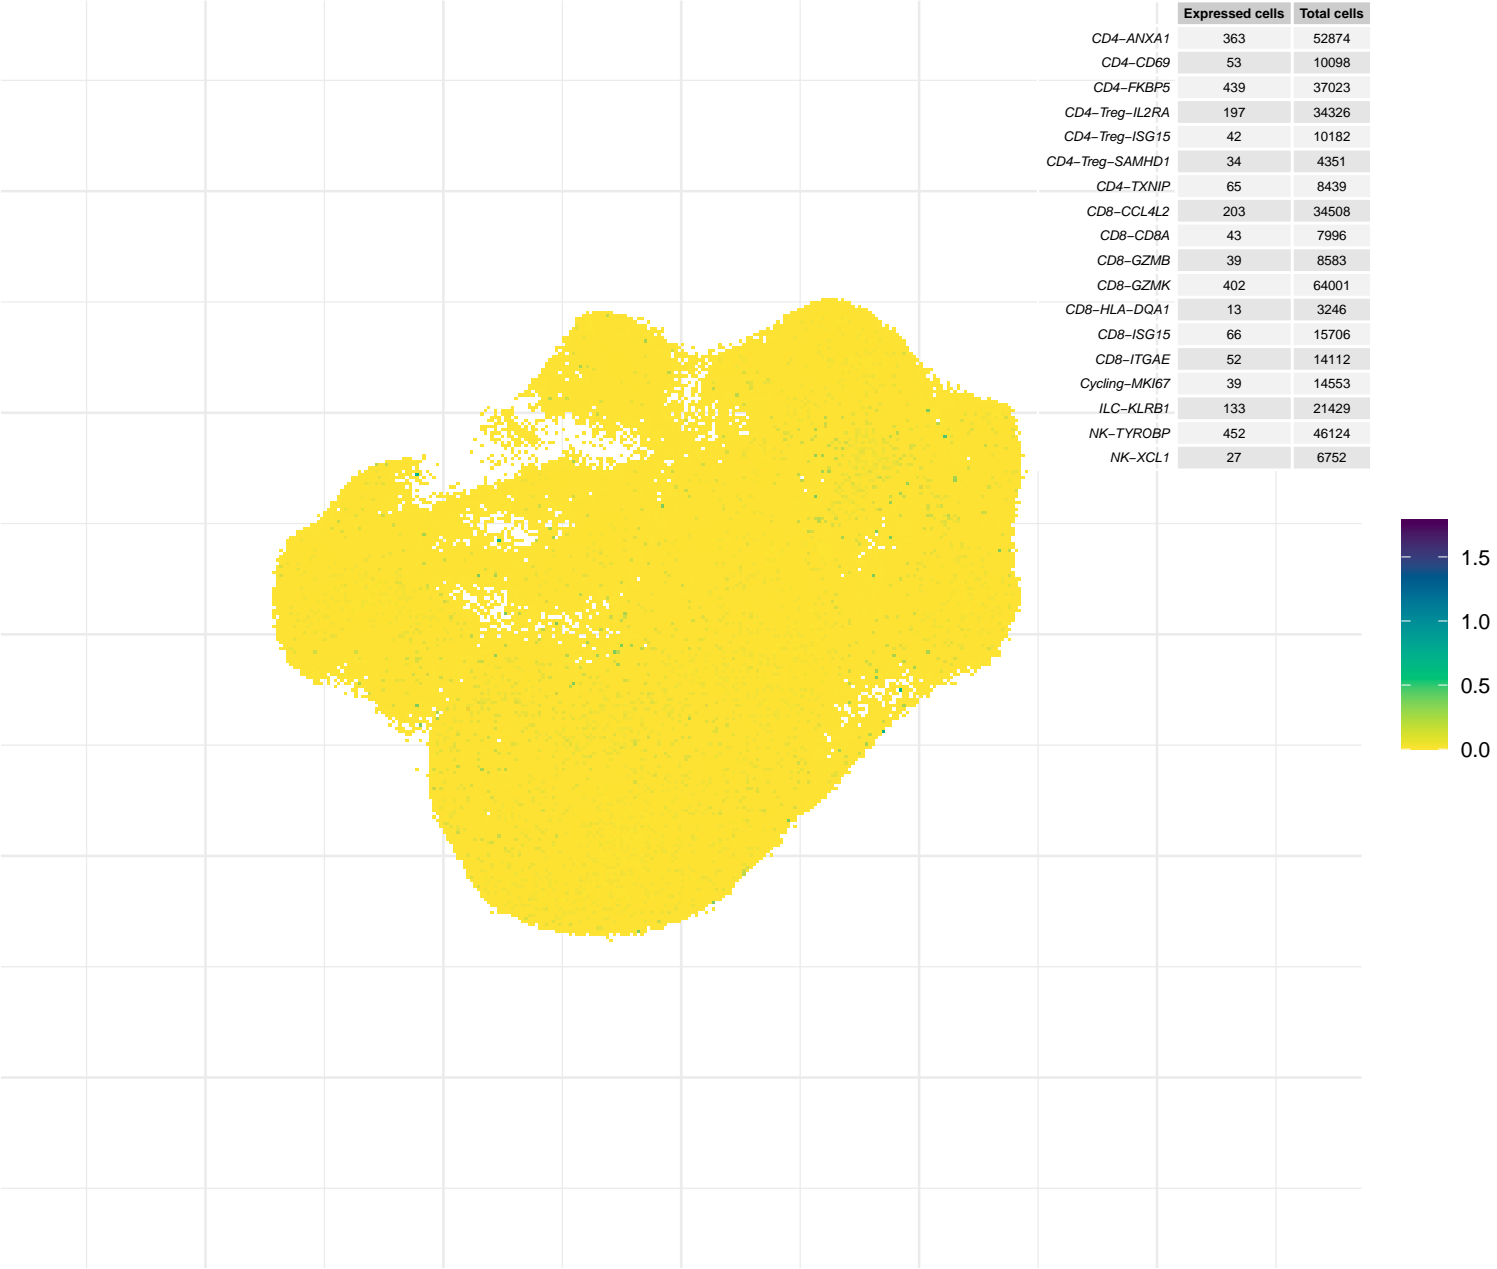 Expressed cells Total cells
CD4−ANXA1 363 52874
CD4−CD69 53 10098
CD4−FKBP5 439 37023
CD4−Treg−IL2RA 197 34326
CD4−Treg−ISG15 42 10182
CD4−Treg−SAMHD1 34 4351
CD4−TXNIP 65 8439
CD8−CCL4L2 203 34508
CD8−CD8A 43 7996
CD8−GZMB 39 8583
CD8−GZMK 402 64001
CD8−HLA−DQA1 13 3246
CD8−ISG15 66 15706
CD8−ITGAE 52 14112
Cycling−MKI67 39 14553
ILC−KLRB1 133 21429
NK−TYROBP 452 46124
NK−XCL1 27 6752
1.5
1.0
0.5
0.0